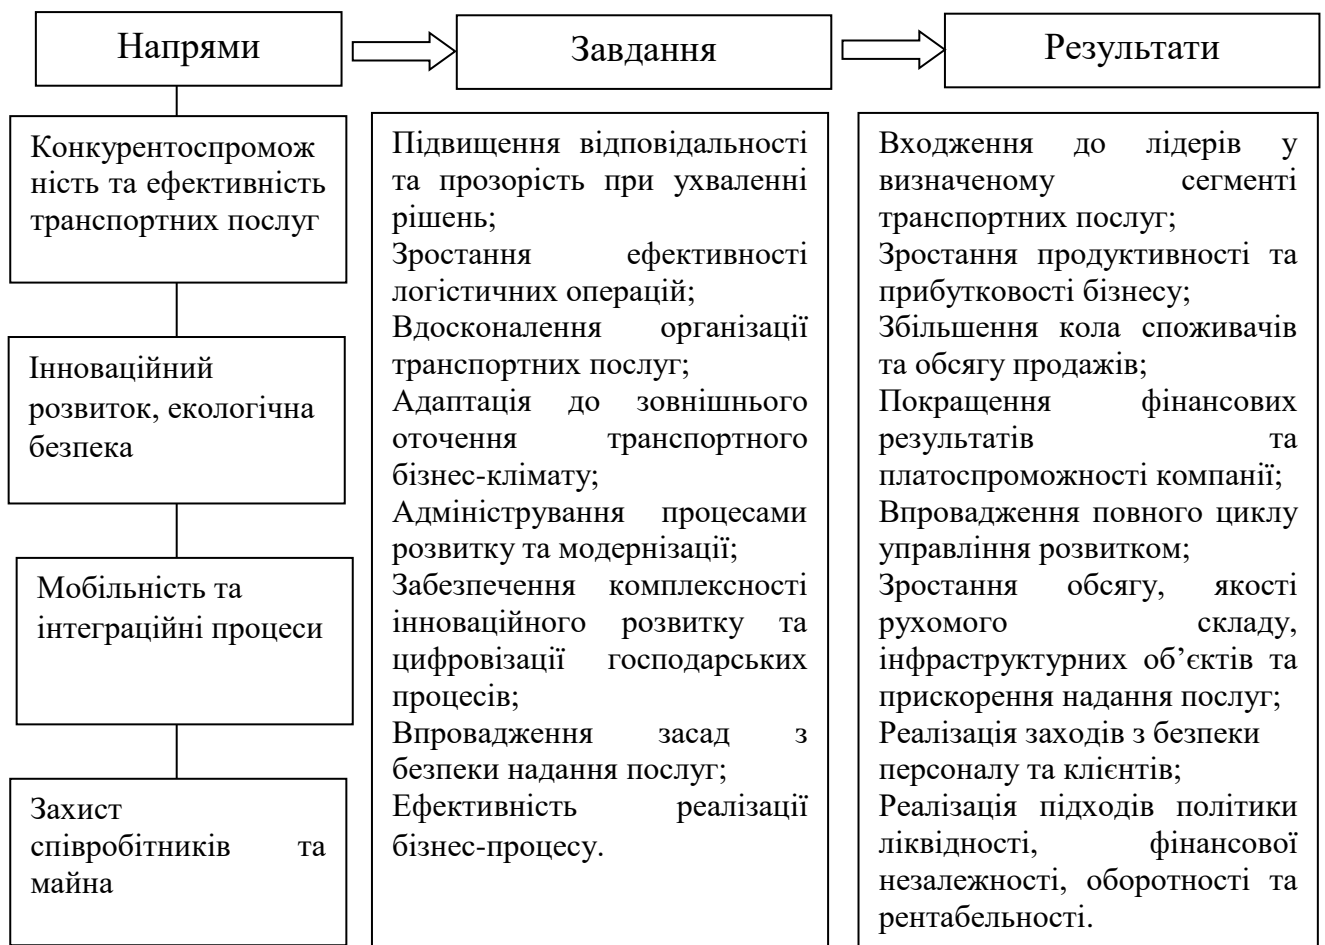 Напрями
Завдання
Результати
Конкурентоспромож
ність та ефективність
транспортних послуг
Інноваційний
розвиток, екологічна
безпека
Мобільність та
інтеграційні процеси
Захист
співробітників та
майна
Підвищення відповідальності
та прозорість при ухваленні
рішень;
Зростання ефективності
логістичних операцій;
Вдосконалення організації
транспортних послуг;
Адаптація до зовнішнього
оточення транспортного
бізнес-клімату;
Адміністрування процесами
розвитку та модернізації;
Забезпечення комплексності
інноваційного розвитку та
цифровізації господарських
процесів;
Впровадження засад з
безпеки надання послуг;
Ефективність реалізації
бізнес-процесу.
Входження до лідерів у
визначеному сегменті
транспортних послуг;
Зростання продуктивності та
прибутковості бізнесу;
Збільшення кола споживачів
та обсягу продажів;
Покращення фінансових
результатів та
платоспроможності компанії;
Впровадження повного циклу
управління розвитком;
Зростання обсягу, якості
рухомого складу,
інфраструктурних об’єктів та
прискорення надання послуг;
Реалізація заходів з безпеки
персоналу та клієнтів;
Реалізація підходів політики
ліквідності, фінансової
незалежності, оборотності та
рентабельності.